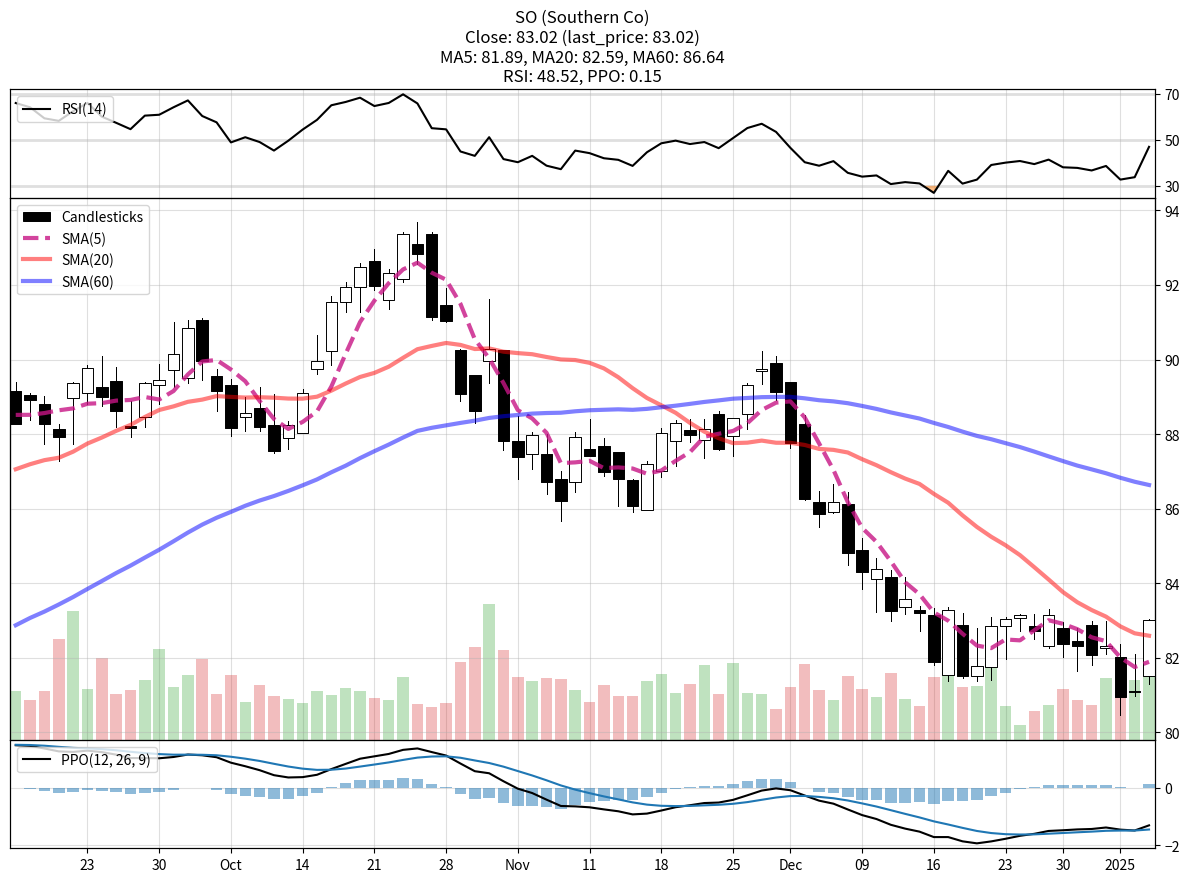 SO (Southern Co)
Close: 83.02 (last_price: 83.02)
MA5: 81.89, MA20: 82.59, MA60: 86.64
RSI: 48.52, PPO: 0.15
RSI(14)
70
50
30
Candlesticks
SMA(5)
SMA(20)
SMA(60)
94
92
90
88
86
84
82
80
PPO(12, 26, 9)
0
−2
23 30 Oct 14 21 28 Nov 11 18 25 Dec 09 16 23 30 2025